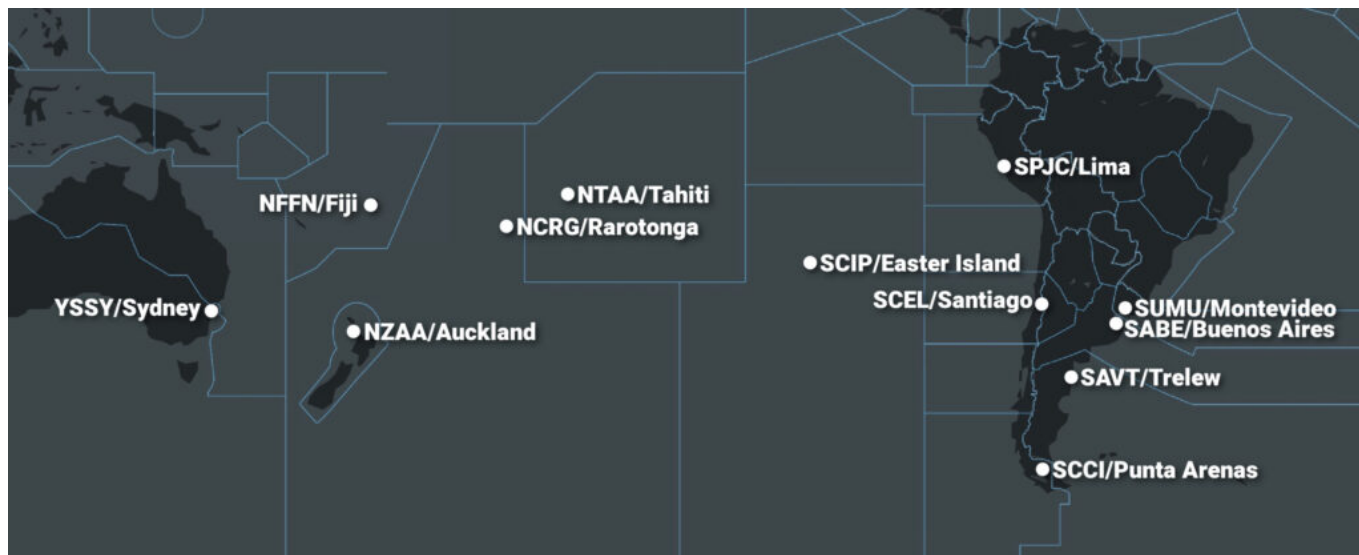 SPJC/Lima
NTAA/Tahiti
NFFN/Fiji
NCRG/Rarotonga
SCIP/Easter Island
SCEL/Santiago
YSSY/Sydney
SUMU/Montevideo
SABE/Buenos Aires
NZAA/Auckland
SAVT/Trelew
SCCI/Punta Arenas